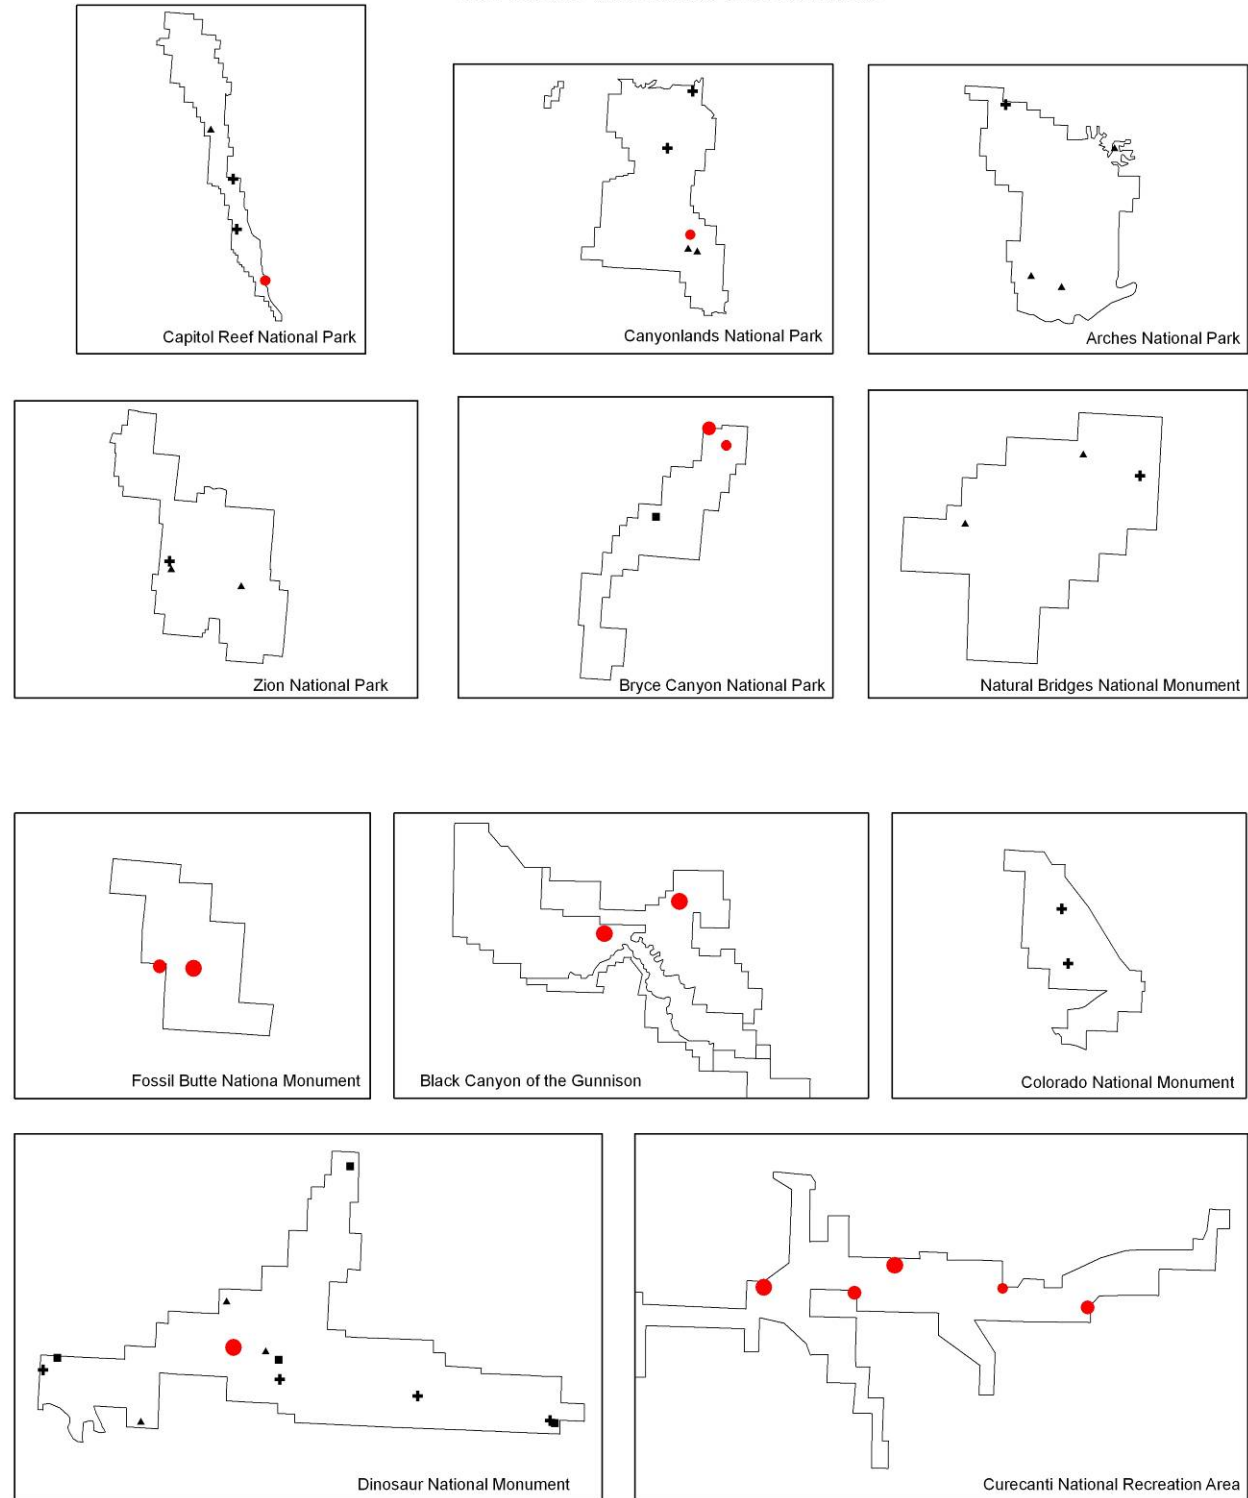 Capitol Reef National Park
Canyonlands National Park
Arches National Park
Zion National Park
Bryce Canyon National Park
Natural Bridges National Monument
Fossil Butte Nationa Monument
Black Canyon of the Gunnison
Colorado National Monument
Dinosaur National Monument
Curecanti National Recreation Area